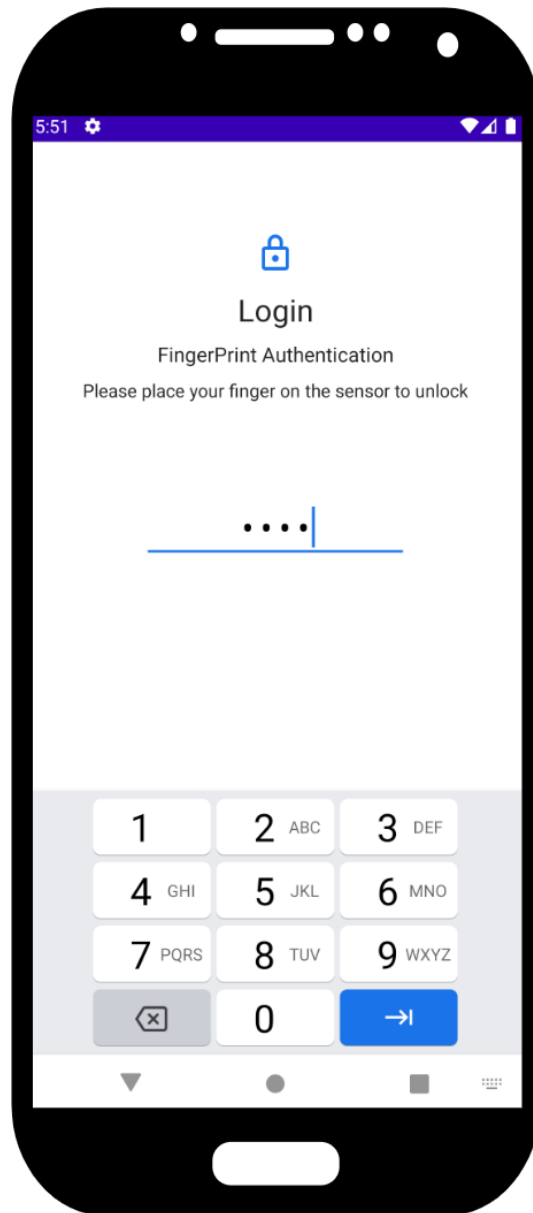 5:51
Login
FingerPrint Authentication
Please place your finger on the sensor to unlock
1 2 ABC 3 DEF
4 GHI 5 JKL 6 MNO
7 PQRS 8 TUV 9 WXYZ
0